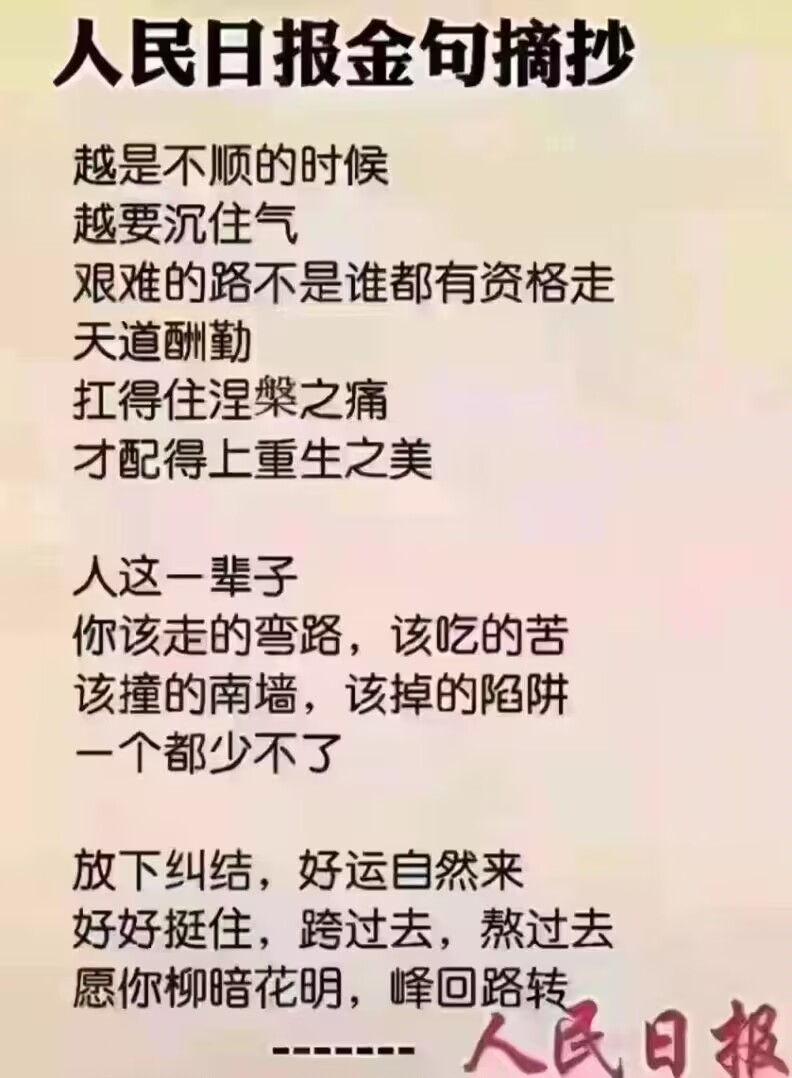 人民日报金句摘抄
越是不顺的时候
越要沉住气
艰难的路不是谁都有资格走
天道酬勤
扛得住涅槃之痛
才配得上重生之美
人这一辈子
你该走的弯路，该吃的苦
该撞的南墙，该掉的陷阱
一个都少不了
放下纠结，好运自然来
好好挺住，跨过去，熬过去
愿你柳暗花明，峰回路转
-------人民日报